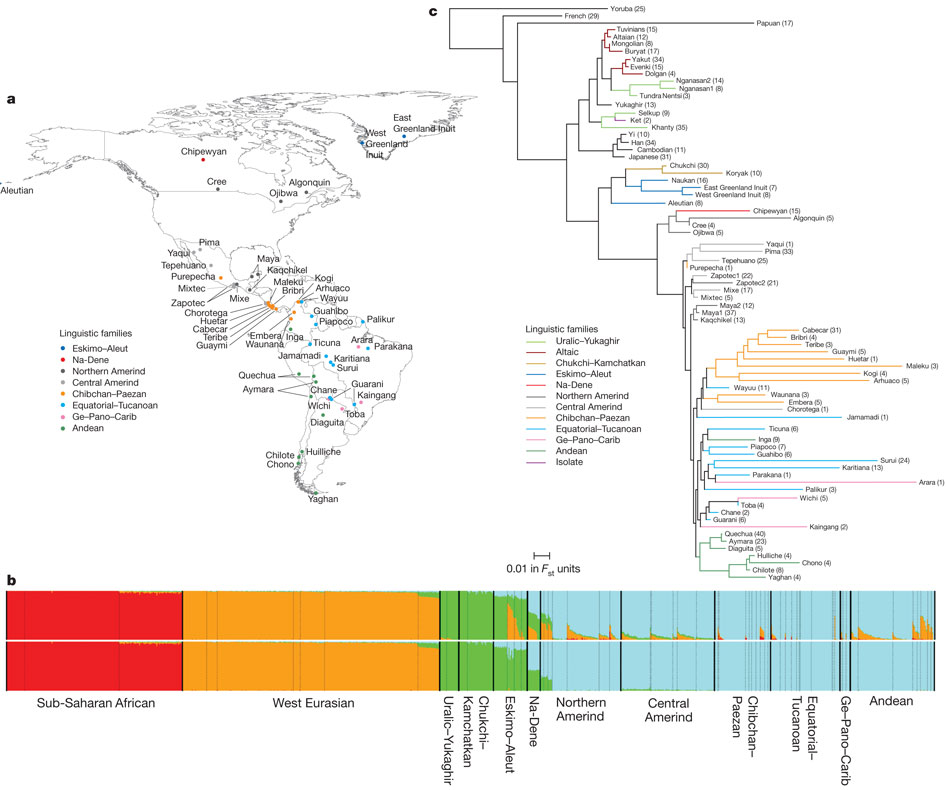 a
Aleutian
Chipewyan
Cree
Algonquin
Ojibwa
East
Greenland Inuit
West
Greenland
Inuit
Pima
Yaqui
Tepehuano
Purepecha
Mixtec
Zapotec
Mixe
Maya
Kaqchikel
Maleku
Bribri
Chorotega
Huetar
Cabecar
Teribe
Guaymi
Kogi
Arhuaco
Wayuu
Guahibo
Piapoco
Palikur
Embera
Waunana
Inga
Ticuna
Arara
Parakana
Jamamadi
Karitiana
Surui
Quechua
Aymara
Chane
Guarani
Kaingang
Wichi
Toba
Diaguita
Chilote
Chono
Huilliche
Yaghan
Linguistic families
Eskimo–Aleut
Na-Dene
Northern Amerind
Central Amerind
Chibchan–Paezan
Equatorial–Tucanoan
Ge–Pano–Carib
Andean
c
Yoruba (25)
French (29)
Papuan (17)
Tuvinians (15)
Altaian (12)
Mongolian (8)
Buryat (17)
Yakut (34)
Evenki (15)
Dolgan (4)
Nganasan2 (14)
Nganasan1 (8)
Tundra Nentsi (3)
Yukaghir (13)
Selkup (9)
Ket (2)
Khanty (35)
Yi (10)
Han (34)
Cambodian (11)
Japanese (31)
Chukchi (30)
Koryak (10)
Naukan (16)
East Greenland Inuit (7)
West Greenland Inuit (8)
Aleutian (8)
Chipewyan (15)
Algonquin (5)
Cree (4)
Ojibwa (5)
Yaqui (1)
Pima (33)
Tepehuano (25)
Purepecha (1)
Zapotec1 (22)
Zapotec2 (21)
Mixe (17)
Mixtec (5)
Maya2 (12)
Maya1 (37)
Kaqchikel (13)
Cabecar (31)
Bribri (4)
Teribe (3)
Guaymi (5)
Huetar (1)
Maleku (3)
Kogi (4)
Arhuaco (5)
Wayuu (11)
Waunana (3)
Embera (5)
Chorotega (1)
Jamamadi (1)
Ticuna (6)
Inga (9)
Piapoco (7)
Guahibo (6)
Surui (24)
Karitiana (13)
Parakana (1)
Arara (1)
Palikur (3)
Wichi (5)
Toba (4)
Chane (2)
Guarani (6)
Kaingang (2)
Quechua (40)
Aymara (23)
Diaguita (5)
Huilliche (4)
Chono (4)
Chilote (8)
Yaghan (4)
Linguistic families
Uralic–Yukaghir
Altaic
Chukchi–Kamchatkan
Eskimo–Aleut
Na-Dene
Northern Amerind
Central Amerind
Chibchan–Paezan
Equatorial–Tucanoan
Ge–Pano–Carib
Andean
Isolate
0.01 in Fst units
b
Sub-Saharan African
West Eurasian
Uralic–Yukaghir
Chukchi–
Kamchatkan
Eskimo–Aleut
Na-Dene
Northern
Amerind
Central
Amerind
Chibchan–
Paezan
Equatorial–
Tucanoan
Ge–Pano–Carib
Andean